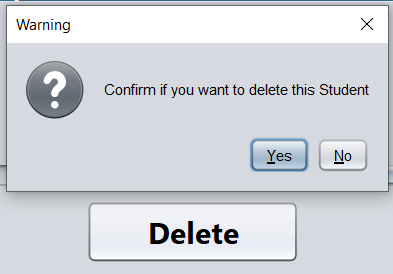 Warning
Confirm if you want to delete this Student
Yes No
Delete